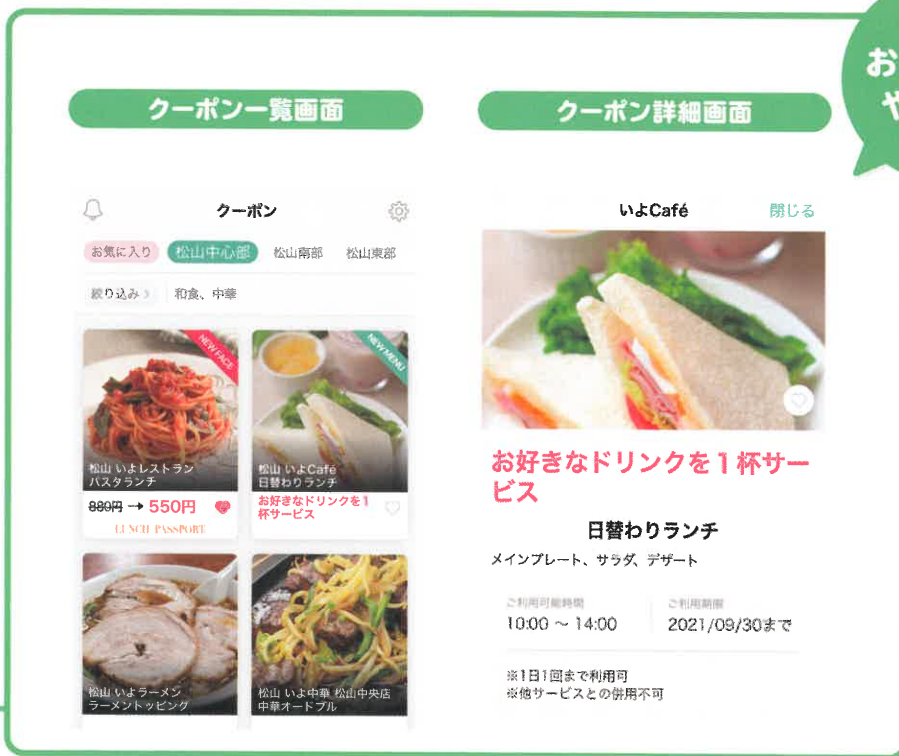 お
や
クーポン一覧画面
クーポン詳細画面
クーポン
お気に入り 松山中心部 松山南部 松山東部
絞り込み > 和食、中華
NEW FACE
松山 いよレストラン
パスタランチ
880円 → 550円
LUNCH PASSPORT
NEW MENU
松山 いよCafé
日替わりランチ
お好きなドリンクを1
杯サービス
松山 いよラーメン
ラーメントッピング
松山 いよ中華 松山中央店
中華オードブル
いよCafé 閉じる
お好きなドリンクを1杯サー
ビス
日替わりランチ
メインプレート、サラダ、デザート
ご利用可能時間
10:00 ～ 14:00
ご利用期限
2021/09/30まで
※1日1回まで利用可
※他サービスとの併用不可